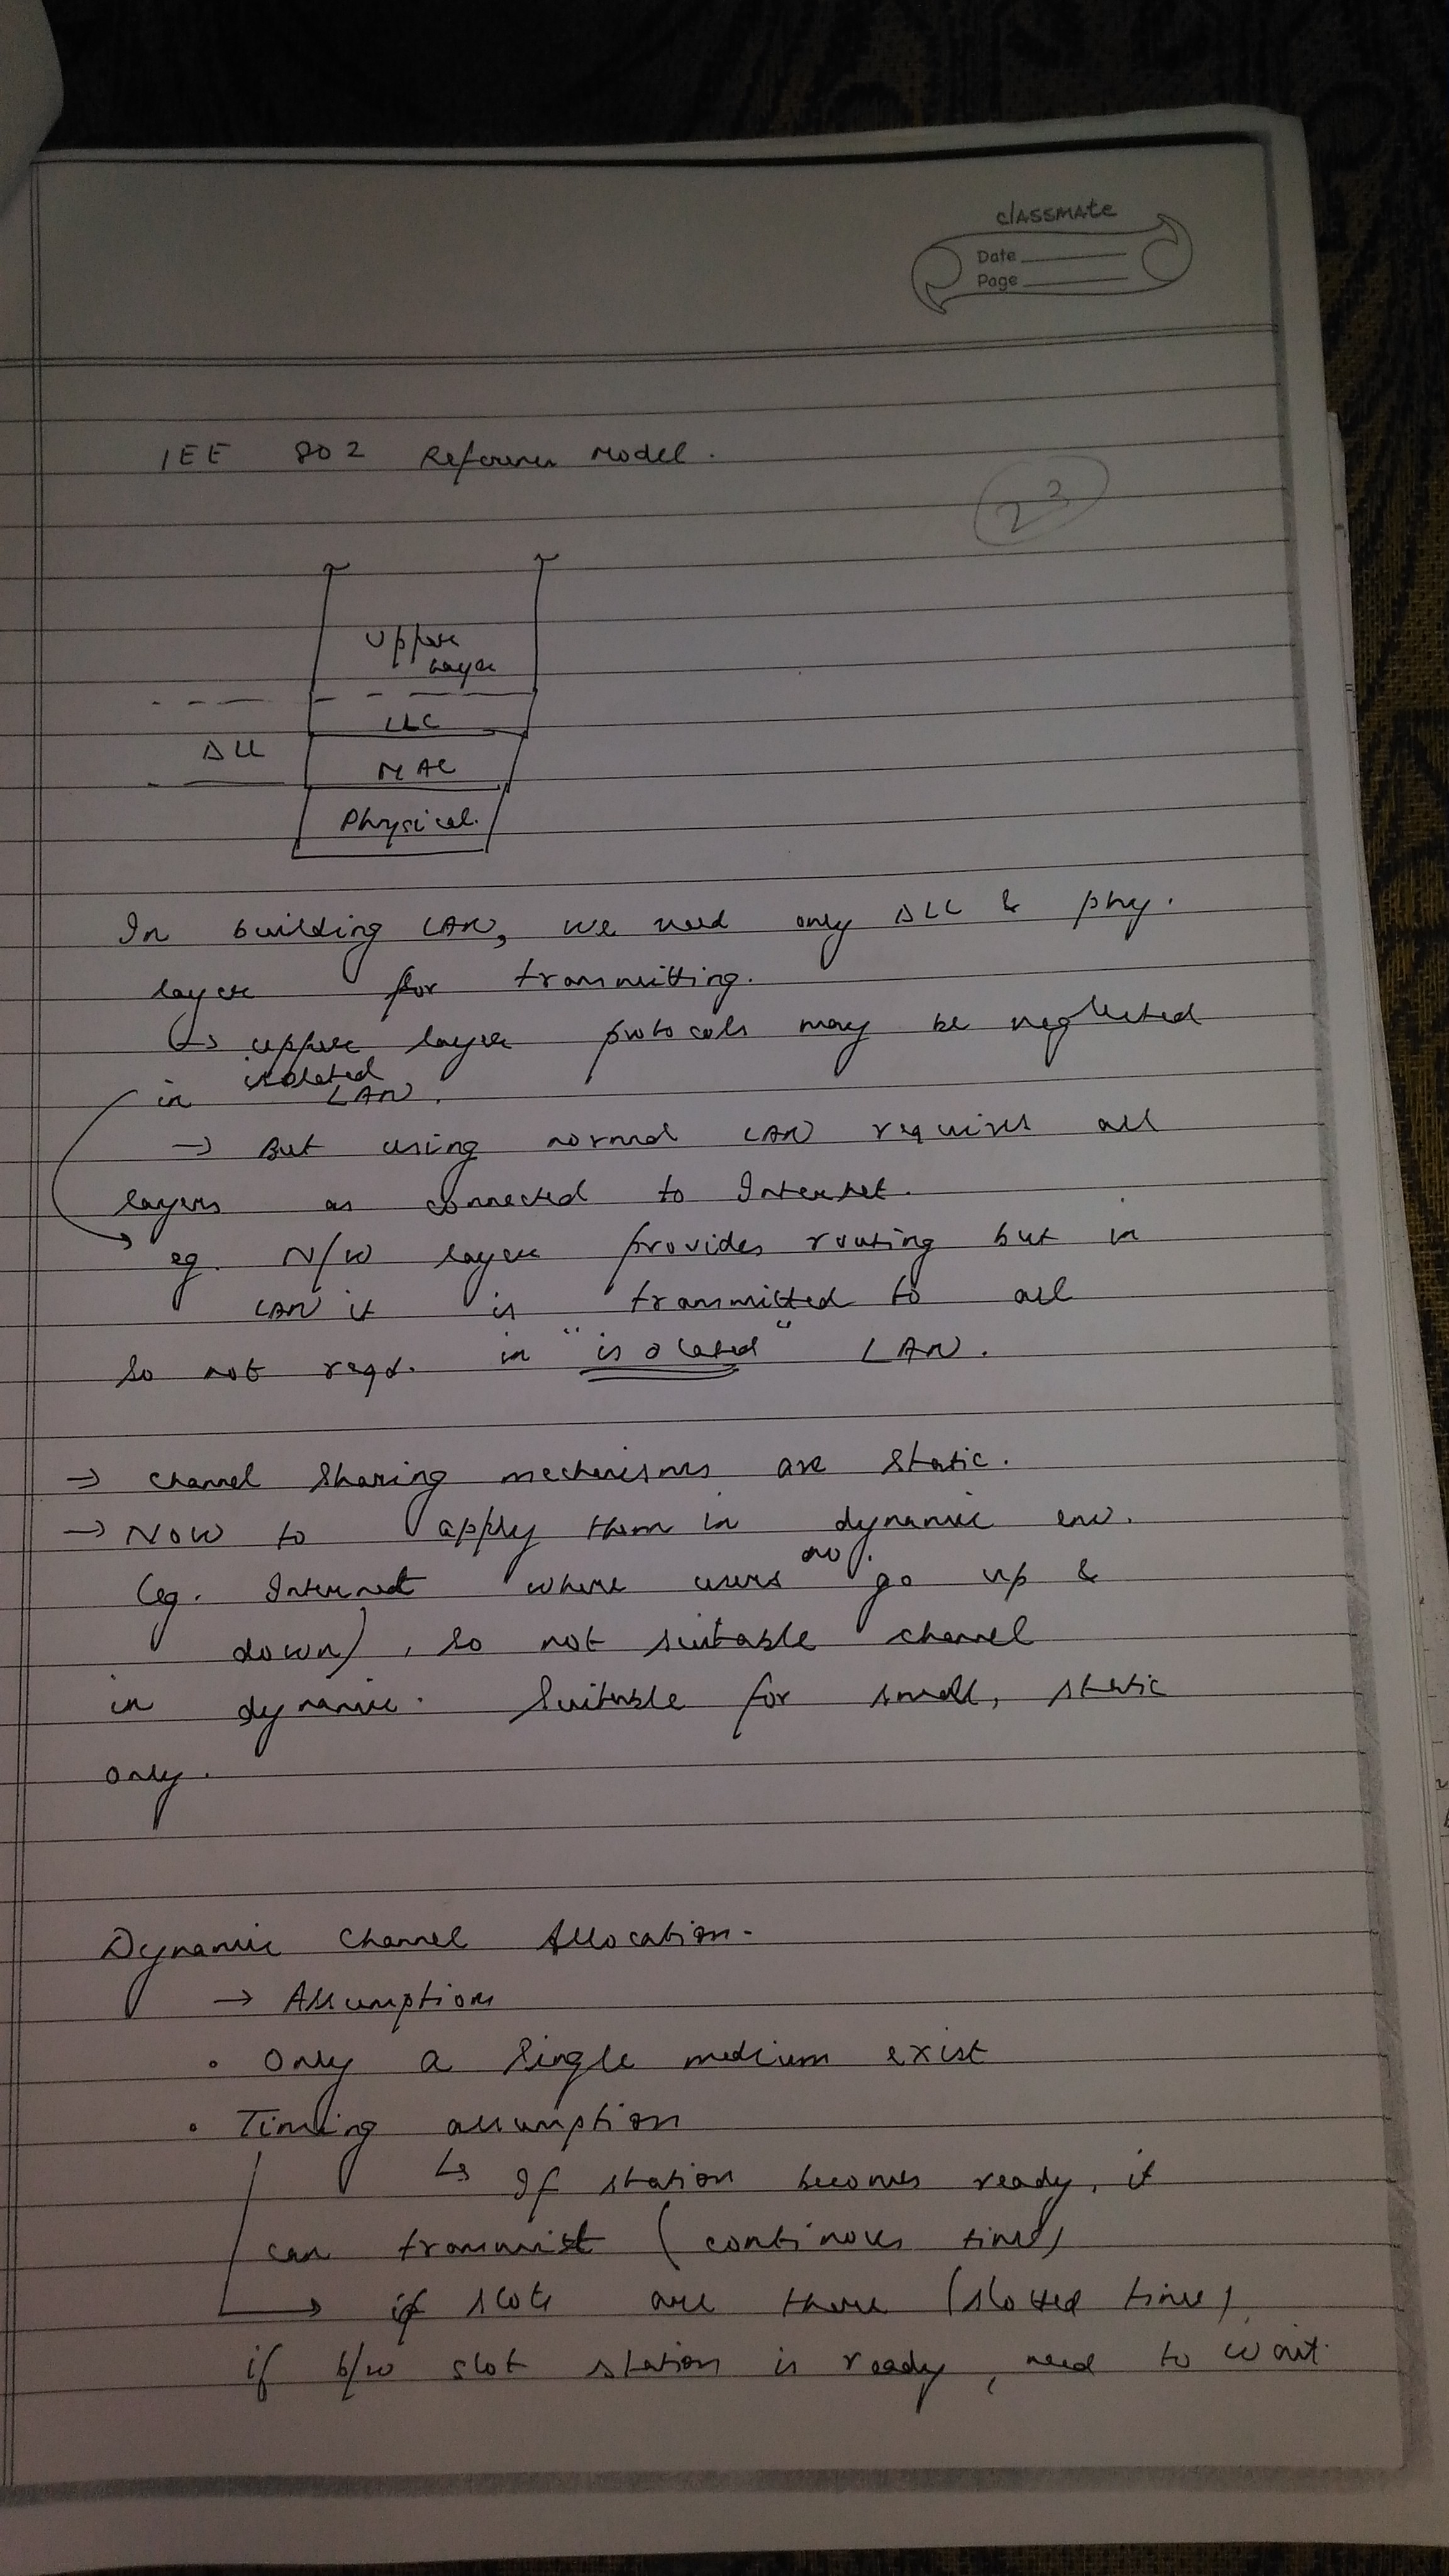 classmate
Date
Page
IEE 802 Reference Model.
23
Upper
Layer
LLC
DLL
MAC
Physical.
In building LAN, we need only DLL & phy.
layer for transmitting.
↳ upper layer protocols may be neglected
in isolated LAN.
→ But using normal LAN requires all
layers as connected to Internet.
eg. N/W layer provides routing but in
LAN it is transmitted to all
so not reqd. in "isolated" LAN.
→ channel sharing mechanisms are static.
→ Now to apply them in dynamic env.
(eg. Internet where users no. go up &
down), so not suitable channel
in dynamic. Suitable for small, static
only.
Dynamic Channel Allocation.
→ Assumption
• Only a single medium exist
• Timing assumption
↳ If station becomes ready, it
can transmit (continous time)
→ if slots are there (slotted time)
if b/w slot station is ready, need to wait.